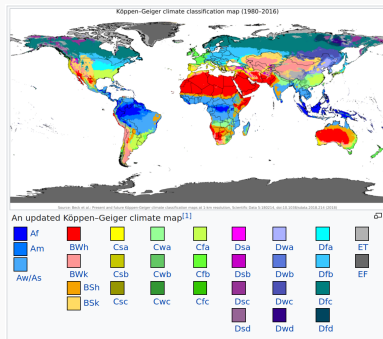 Köppen-Geiger climate classification map (1980–2016)
An updated Köppen–Geiger climate map[1]
Af
Am
Aw/As
BWh
BWk
BSh
BSk
Csa
Csb
Csc
Cwa
Cwb
Cwc
Cfa
Cfb
Cfc
Dsa
Dsb
Dsc
Dsd
Dwa
Dwb
Dwc
Dwd
Dfa
Dfb
Dfc
Dfd
ET
EF